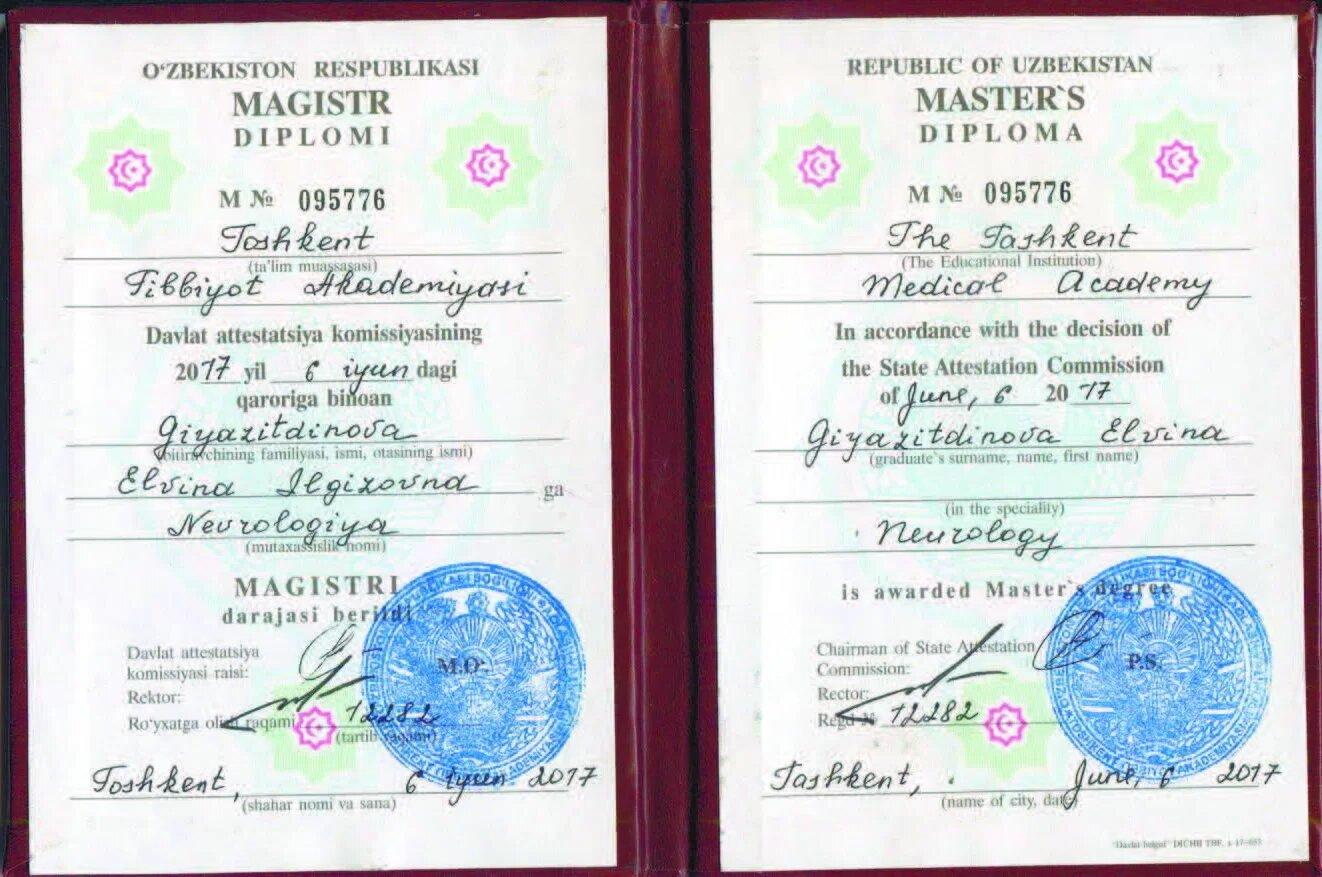 O‘ZBEKISTON RESPUBLIKASI
MAGISTR
DIPLOMI
M № 095776
Toshkent
(ta’lim muassasasi)
Tibbiyot Akademiyasi
Davlat attestatsiya komissiyasining
2017 yil 6 iyun dagi
qaroriga binoan
Giyazitdinova
(bitiruvchining familiyasi, ismi, otasining ismi)
Elvina Ilgizovna ga
Nevrologiya
(mutaxassislik nomi)
MAGISTRI
darajasi berildi
Davlat attestatsiya
komissiyasi raisi:
M.O‘.
Rektor:
Ro‘yxatga olish raqami 12282
(tartib raqami)
Toshkent, 6 iyun 2017
(shahar nomi va sana)
REPUBLIC OF UZBEKISTAN
MASTER`S
DIPLOMA
M № 095776
The Tashkent
(The Educational Institution)
Medical Academy
In accordance with the decision of
the State Attestation Commission
of June, 6 2017
Giyazitdinova Elvina
(graduate`s surname, name, first name)
(in the speciality)
Neurology
is awarded Master`s degree
Chairman of State Attestation
Commission:
P.S.
Rector:
Regd № 12282
Tashkent, June, 6 2017
(name of city, date)
"Davlat belgisi" DICHB